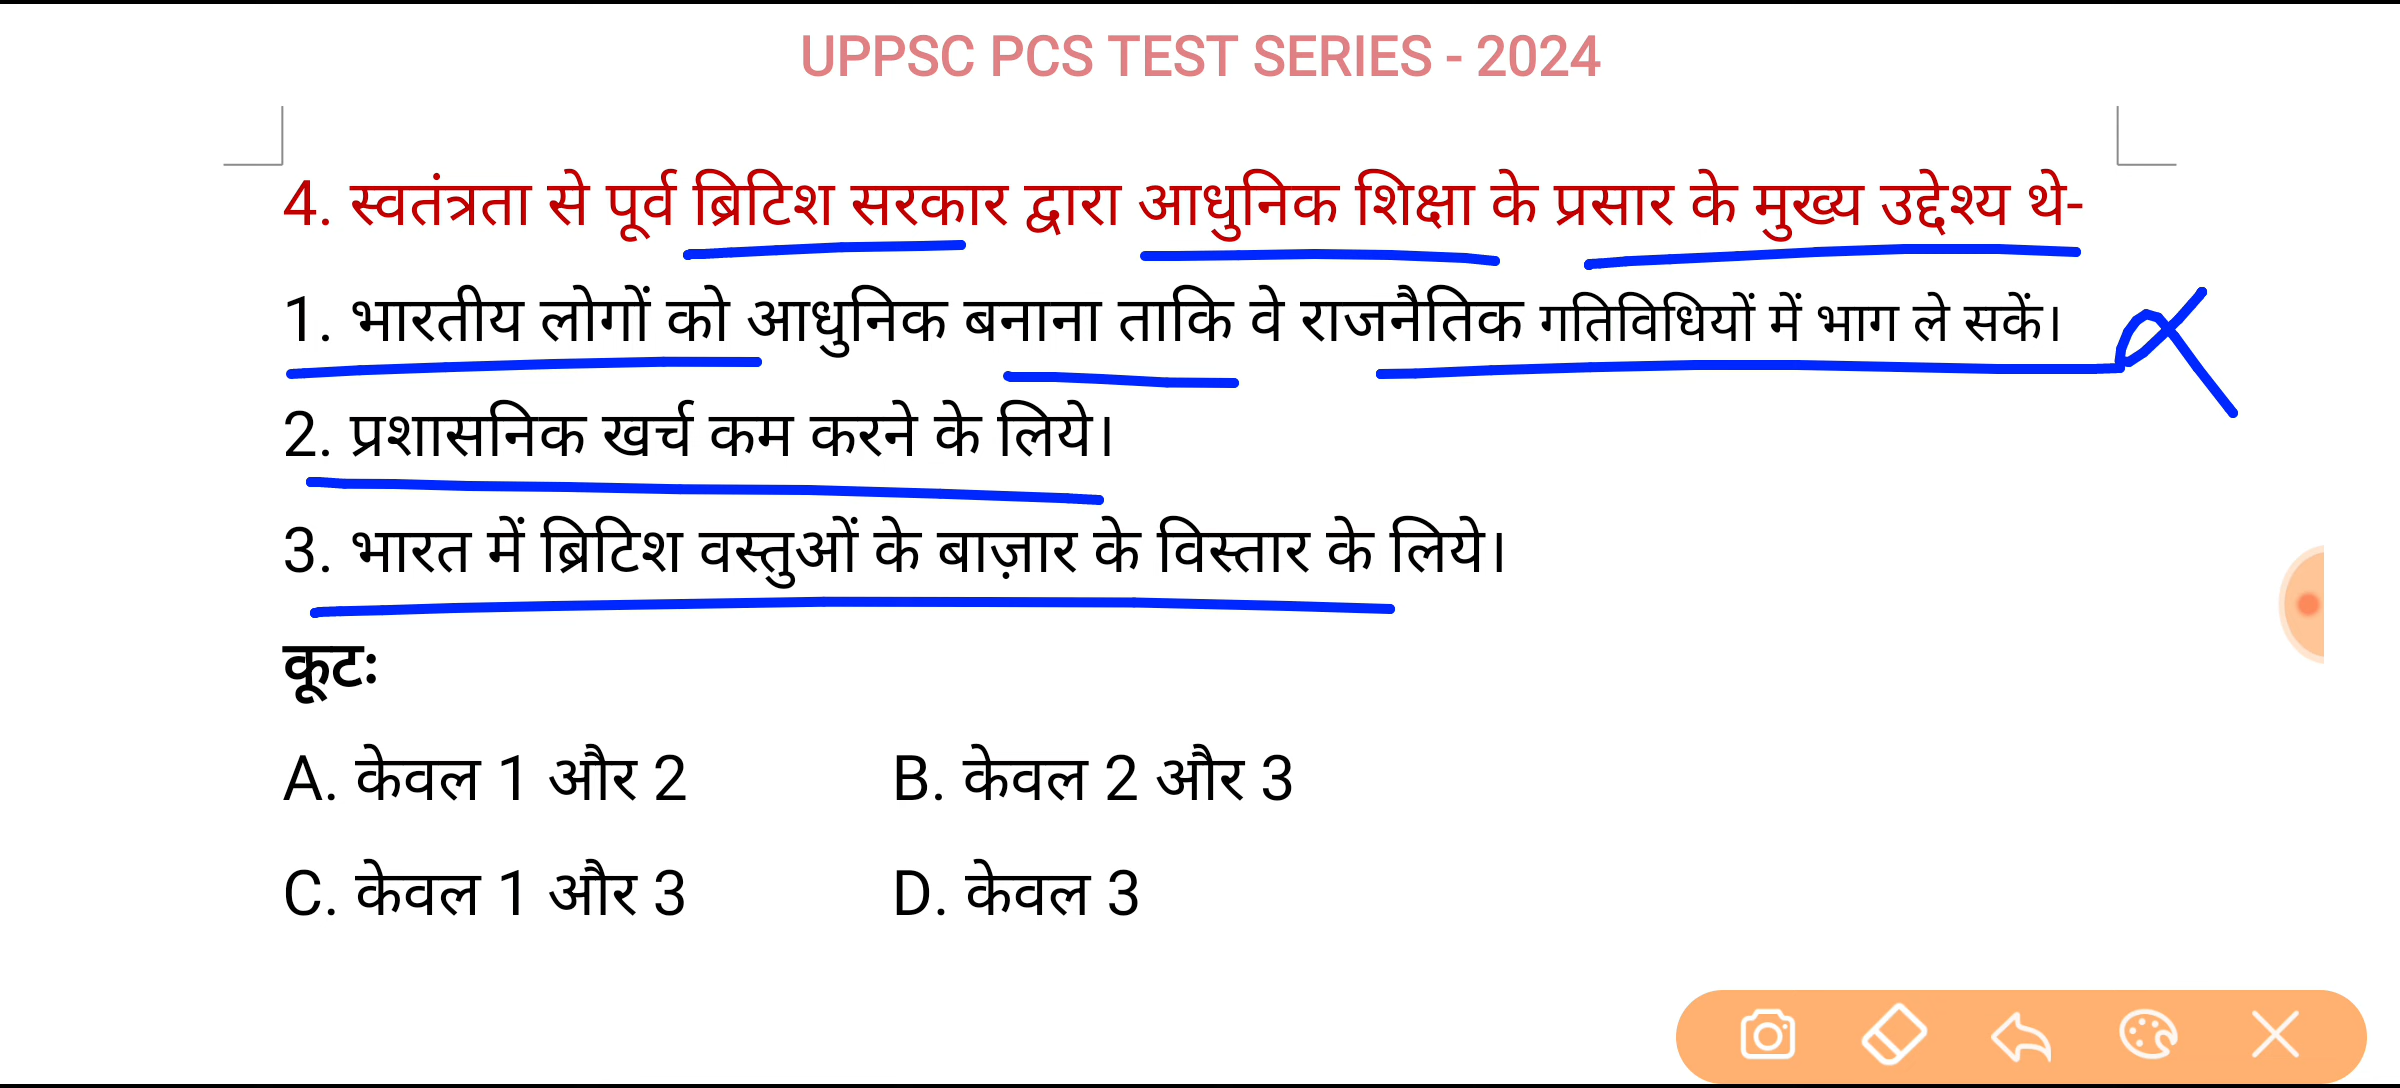 UPPSC PCS TEST SERIES - 2024
4. स्वतंत्रता से पूर्व ब्रिटिश सरकार द्वारा आधुनिक शिक्षा के प्रसार के मुख्य उद्देश्य थे-
1. भारतीय लोगों को आधुनिक बनाना ताकि वे राजनैतिक गतिविधियों में भाग ले सकें।
2. प्रशासनिक खर्च कम करने के लिये।
3. भारत में ब्रिटिश वस्तुओं के बाज़ार के विस्तार के लिये।
कूटः
A. केवल 1 और 2 B. केवल 2 और 3
C. केवल 1 और 3 D. केवल 3